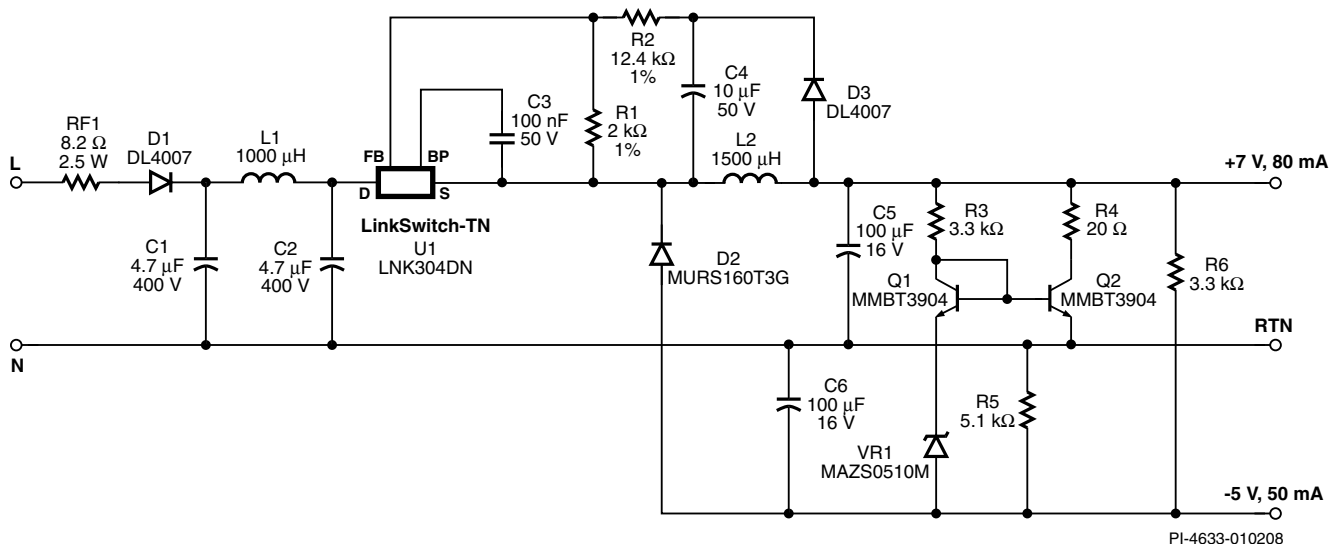 R2
12.4 kΩ
1%
C4
10 µF
50 V
D3
DL4007
C3
100 nF
50 V
R1
2 kΩ
1%
RF1
8.2 Ω
2.5 W
D1
DL4007
L1
1000 µH
L2
1500 µH
L
FB
BP
D
S
+7 V, 80 mA
LinkSwitch-TN
U1
LNK304DN
C1
4.7 µF
400 V
C2
4.7 µF
400 V
D2
MURS160T3G
C5
100 µF
16 V
R3
3.3 kΩ
R4
20 Ω
Q1
MMBT3904
Q2
MMBT3904
R6
3.3 kΩ
RTN
N
C6
100 µF
16 V
R5
5.1 kΩ
VR1
MAZS0510M
-5 V, 50 mA
PI-4633-010208